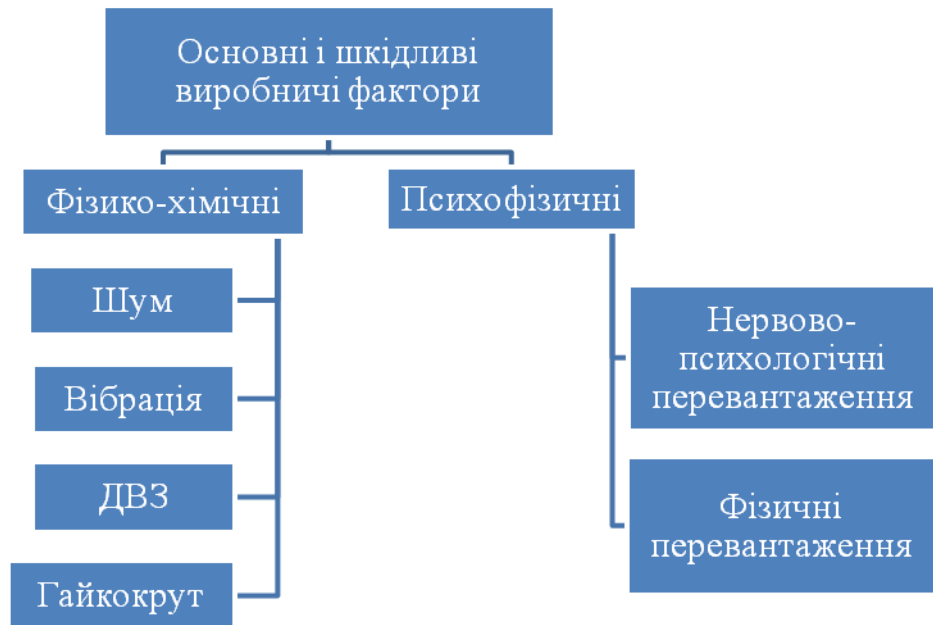 Основні і шкідливі
виробничі фактори
Фізико-хімічні
Психофізичні
Шум
Вібрація
ДВЗ
Гайкокрут
Нервово-
психологічні
перевантаження
Фізичні
перевантаження